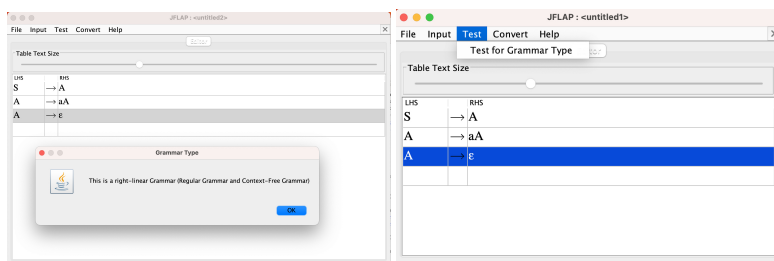 JFLAP : <untitled2>
File Input Test Convert Help
Editor
Table Text Size
LHS RHS
S → A
A → aA
A → ε
Grammar Type
This is a right-linear Grammar (Regular Grammar and Context-Free Grammar)
OK
JFLAP : <untitled1>
File Input Test Convert Help
Test for Grammar Type
Table Text Size
LHS RHS
S → A
A → aA
A → ε